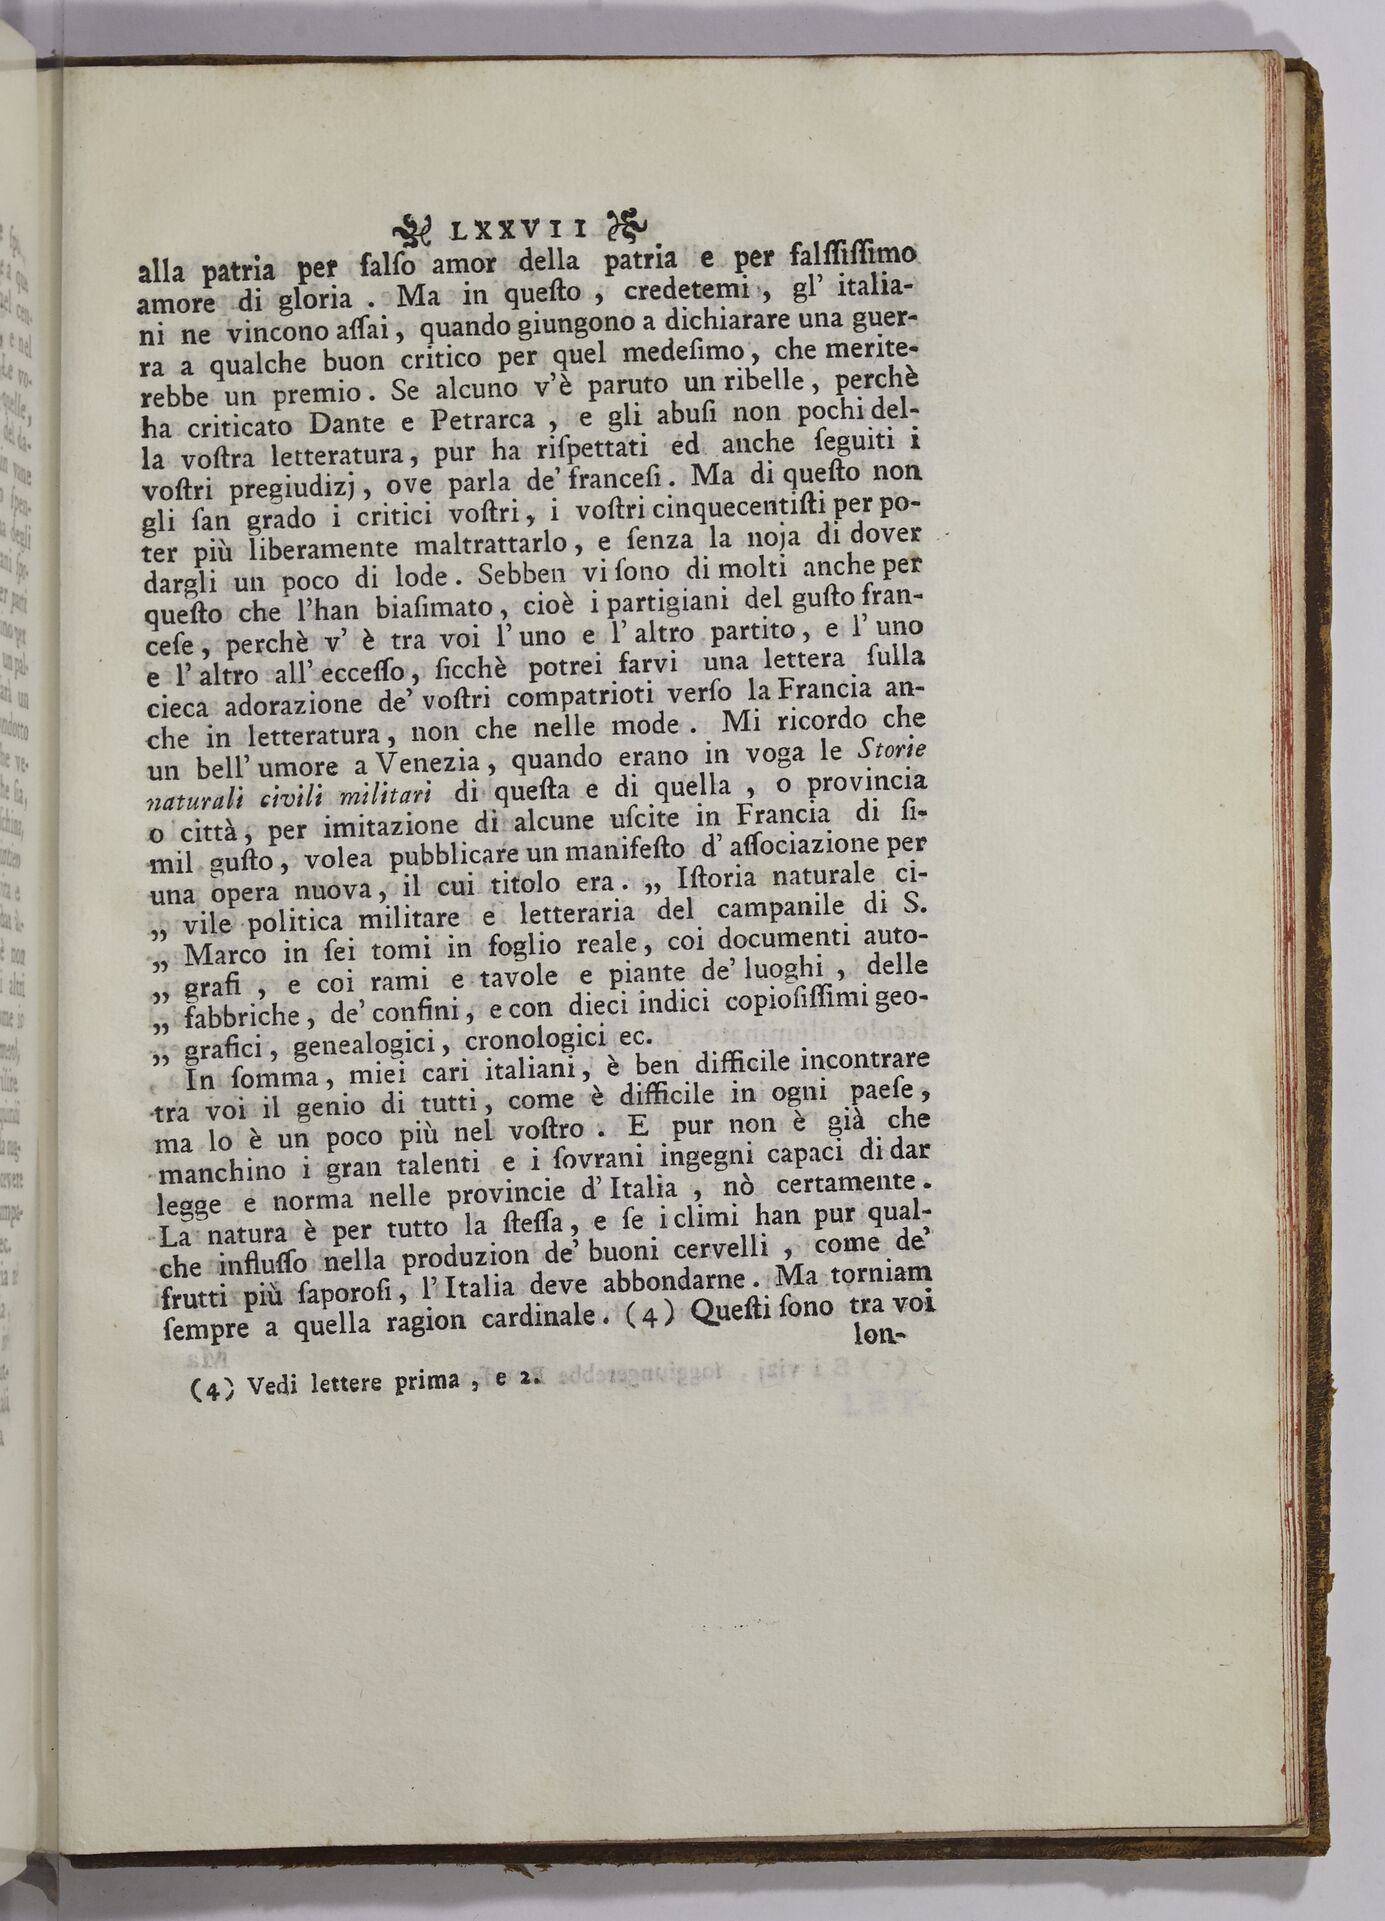 LXXVII
alla patria per falſo amor della patria e per falſſiſſimo
amore di gloria . Ma in queſto , credetemi , gl' italia-
ni ne vincono aſſai , quando giungono a dichiarare una guer-
ra a qualche buon critico per quel medeſimo , che merite-
rebbe un premio . Se alcuno v'è paruto un ribelle , perchè
ha criticato Dante e Petrarca , e gli abuſi non pochi del-
la voſtra letteratura , pur ha riſpettati ed anche ſeguiti i
voſtri pregiudizj , ove parla de' franceſi . Ma di queſto non
gli ſan grado i critici voſtri , i voſtri cinquecentiſti per po-
ter più liberamente maltrattarlo , e ſenza la noja di dover
dargli un poco di lode . Sebben vi ſono di molti anche per
queſto che l'han biaſimato , cioè i partigiani del guſto fran-
ceſe , perchè v' è tra voi l' uno e l' altro partito , e l' uno
e l' altro all' ecceſſo , ſicchè potrei farvi una lettera ſulla
cieca adorazione de' voſtri compatrioti verſo la Francia an-
che in letteratura , non che nelle mode . Mi ricordo che
un bell' umore a Venezia , quando erano in voga le Storie
naturali civili militari di queſta e di quella , o provincia
o città , per imitazione di alcune uſcite in Francia di ſi-
mil guſto , volea pubblicare un manifeſto d' aſſociazione per
una opera nuova , il cui titolo era . „ Iſtoria naturale ci-
„ vile politica militare e letteraria del campanile di S.
„ Marco in ſei tomi in foglio reale , coi documenti auto-
„ grafi , e coi rami e tavole e piante de' luoghi , delle
„ fabbriche , de' confini , e con dieci indici copioſiſſimi geo-
„ grafici , genealogici , cronologici ec.
In ſomma , miei cari italiani , è ben difficile incontrare
tra voi il genio di tutti , come è difficile in ogni paeſe ,
ma lo è un poco più nel voſtro . E pur non è già che
manchino i gran talenti e i ſovrani ingegni capaci di dar
legge e norma nelle provincie d' Italia , nò certamente .
La natura è per tutto la ſteſſa , e ſe i climi han pur qual-
che influſſo nella produzion de' buoni cervelli , come de'
frutti più ſaporoſi , l' Italia deve abbondarne . Ma torniam
ſempre a quella ragion cardinale . (4) Queſti ſono tra voi
lon-
(4) Vedi lettere prima , e 2.